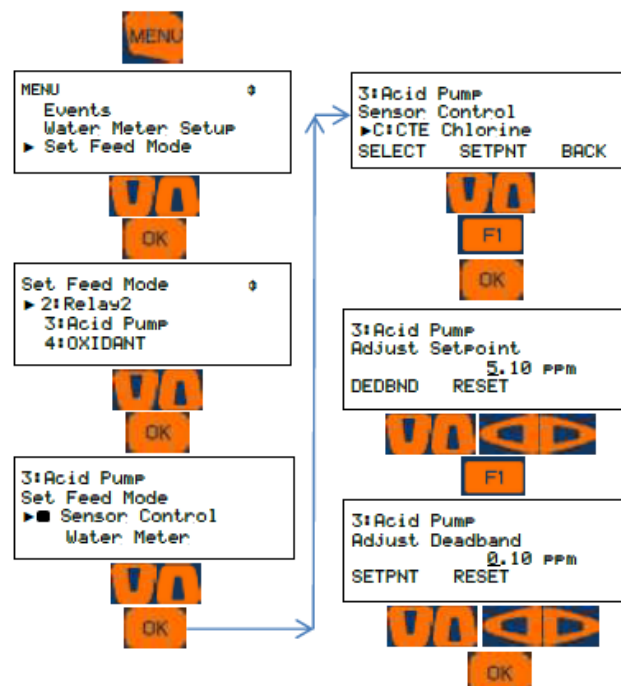 MENU
MENU
Events
Water Meter Setup
Set Feed Mode
OK
Set Feed Mode
2:Relay2
3:Acid Pump
4:OXIDANT
OK
3:Acid Pump
Set Feed Mode
Sensor Control
Water Meter
OK
3:Acid Pump
Sensor Control
C:CTE Chlorine
SELECT SETPNT BACK
F1
OK
3:Acid Pump
Adjust Setpoint
5.10 ppm
DEDBND RESET
F1
3:Acid Pump
Adjust Deadband
0.10 ppm
SETPNT RESET
OK